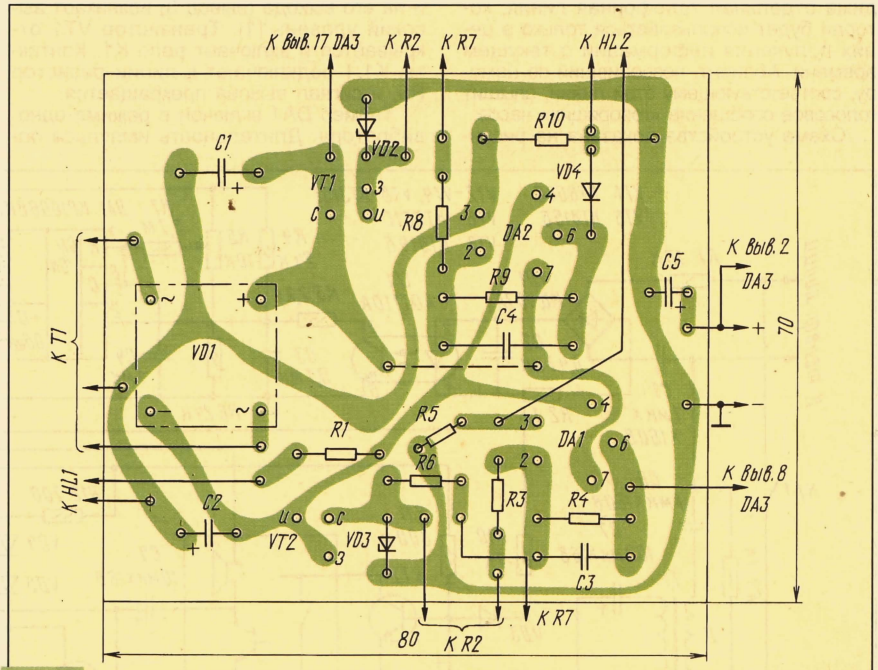 К Выв.17 DA3
К R2
К R7
К HL2
R10
C1
+
VD2
VT1
з
с
и
R8
VD4
4
3
DA2
6
2
7
R9
C5
+
К Выв.2
DA3
+
C4
К Т1
~
+
VD1
-
~
70
-
R5
4
3
DA1
6
R1
R6
2
7
К Выв.8
DA3
К HL1
R3
R4
C2
+
и
с
VT2
з
VD3
C3
К R7
80
К R2